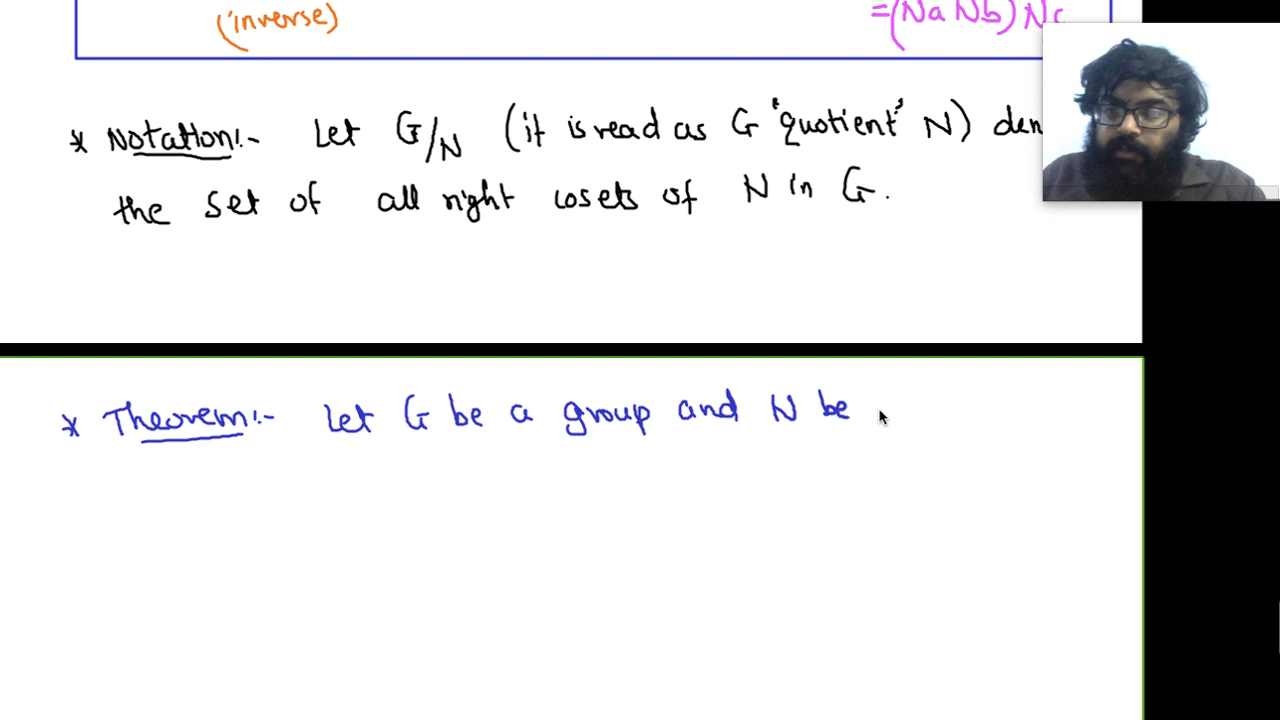 (inverse)
=(Na Nb) Nc
* Notation:- Let G/N (it is read as G 'quotient' N) den
the set of all right cosets of N in G.
* Theorem:- Let G be a group and N be